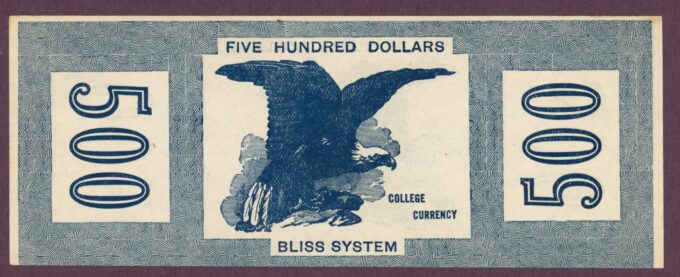 FIVE HUNDRED DOLLARS
500
500
COLLEGE
CURRENCY
BLISS SYSTEM